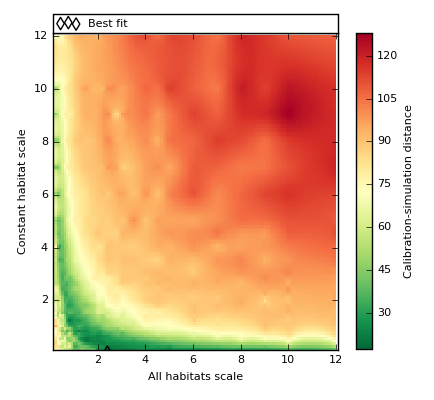 Best fit
12
10
8
6
4
2
Constant habitat scale
2 4 6 8 10 12
All habitats scale
120
105
90
75
60
45
30
Calibration-simulation distance